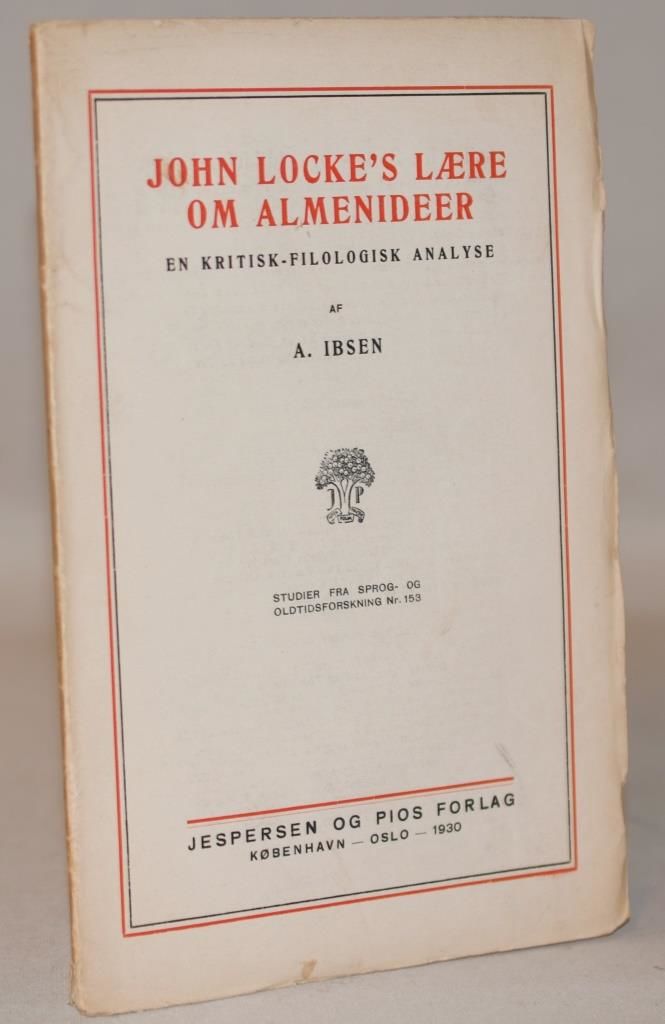 JOHN LOCKE'S LÆRE
OM ALMENIDEER
EN KRITISK-FILOLOGISK ANALYSE
AF
A. IBSEN
J P
STUDIER FRA SPROG- OG
OLDTIDSFORSKNING Nr. 153
JESPERSEN OG PIOS FORLAG
KØBENHAVN — OSLO — 1930